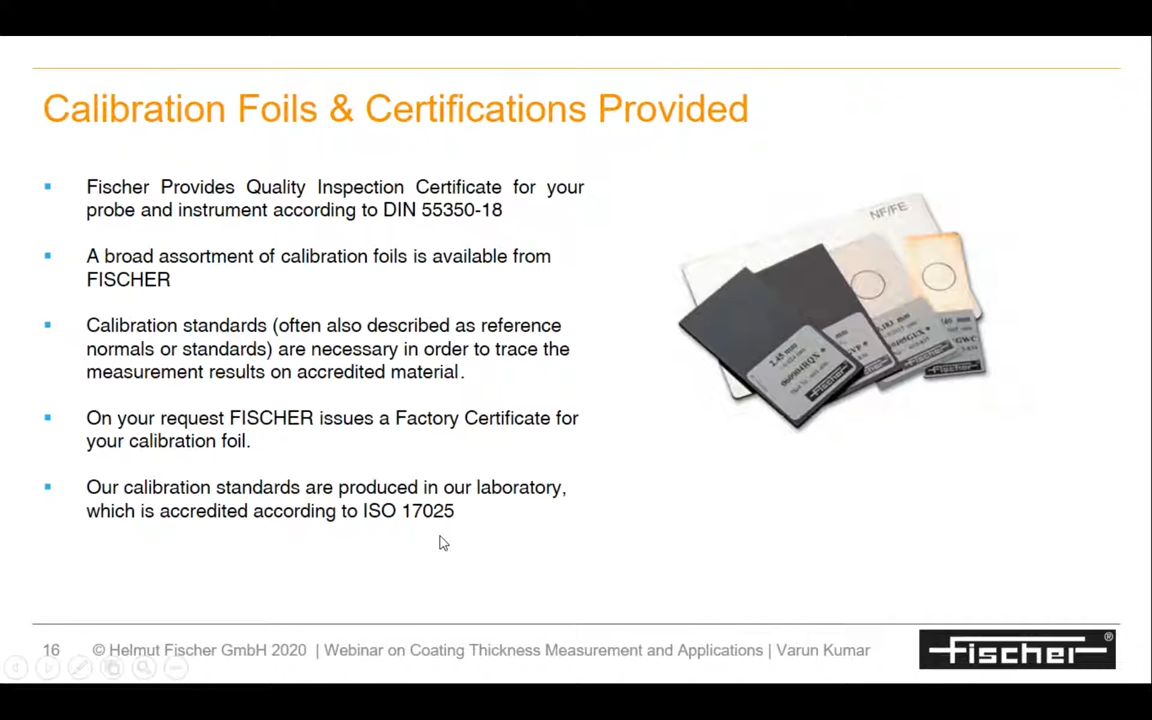 Calibration Foils & Certifications Provided
Fischer Provides Quality Inspection Certificate for your
probe and instrument according to DIN 55350-18
A broad assortment of calibration foils is available from
FISCHER
Calibration standards (often also described as reference
normals or standards) are necessary in order to trace the
measurement results on accredited material.
On your request FISCHER issues a Factory Certificate for
your calibration foil.
Our calibration standards are produced in our laboratory,
which is accredited according to ISO 17025
NF/FE
2.45 mm
Fischer
16 © Helmut Fischer GmbH 2020 | Webinar on Coating Thickness Measurement and Applications | Varun Kumar
Fischer®